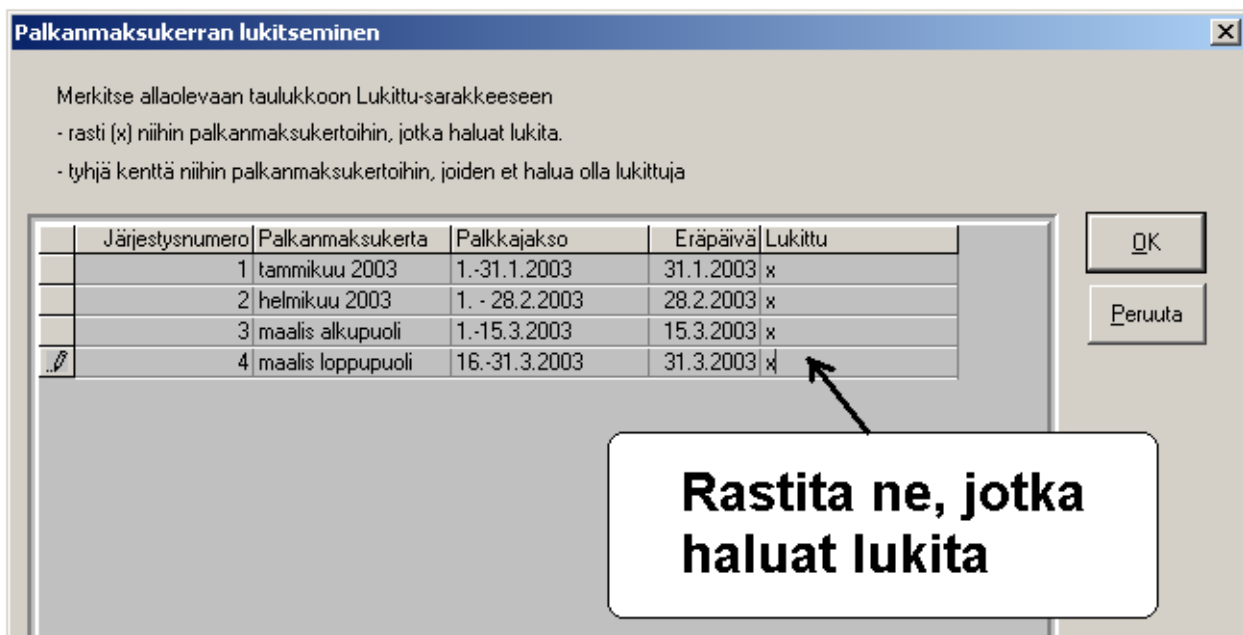 Palkanmaksukerran lukitseminen
Merkitse allaolevaan taulukkoon Lukittu-sarakkeeseen
- rasti (x) niihin palkanmaksukertoihin, jotka haluat lukita.
- tyhjä kenttä niihin palkanmaksukertoihin, joiden et halua olla lukittuja
Järjestysnumero Palkanmaksukerta Palkkajakso Eräpäivä Lukittu
1 tammikuu 2003 1.-31.1.2003 31.1.2003 x
2 helmikuu 2003 1. - 28.2.2003 28.2.2003 x
3 maalis alkupuoli 1.-15.3.2003 15.3.2003 x
4 maalis loppupuoli 16.-31.3.2003 31.3.2003 x
OK
Peruuta
Rastita ne, jotka
haluat lukita